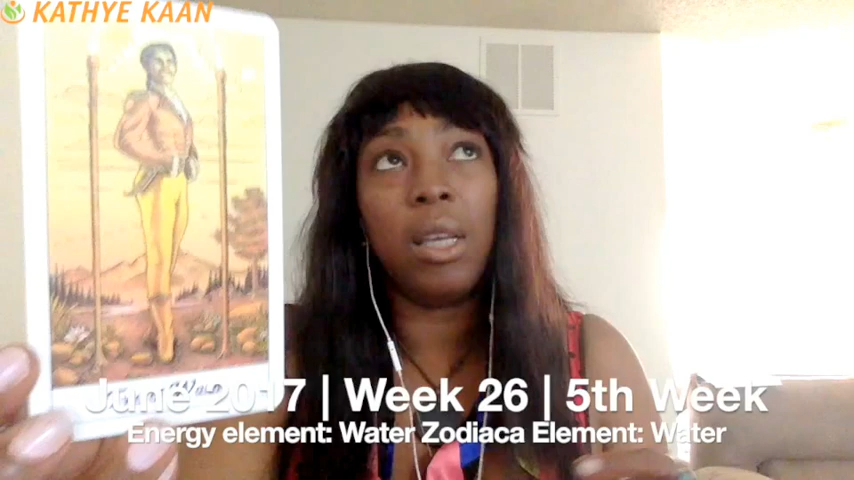 KATHYE KAAN
June 2017 | Week 26 | 5th Week
Energy element: Water Zodiaca Element: Water